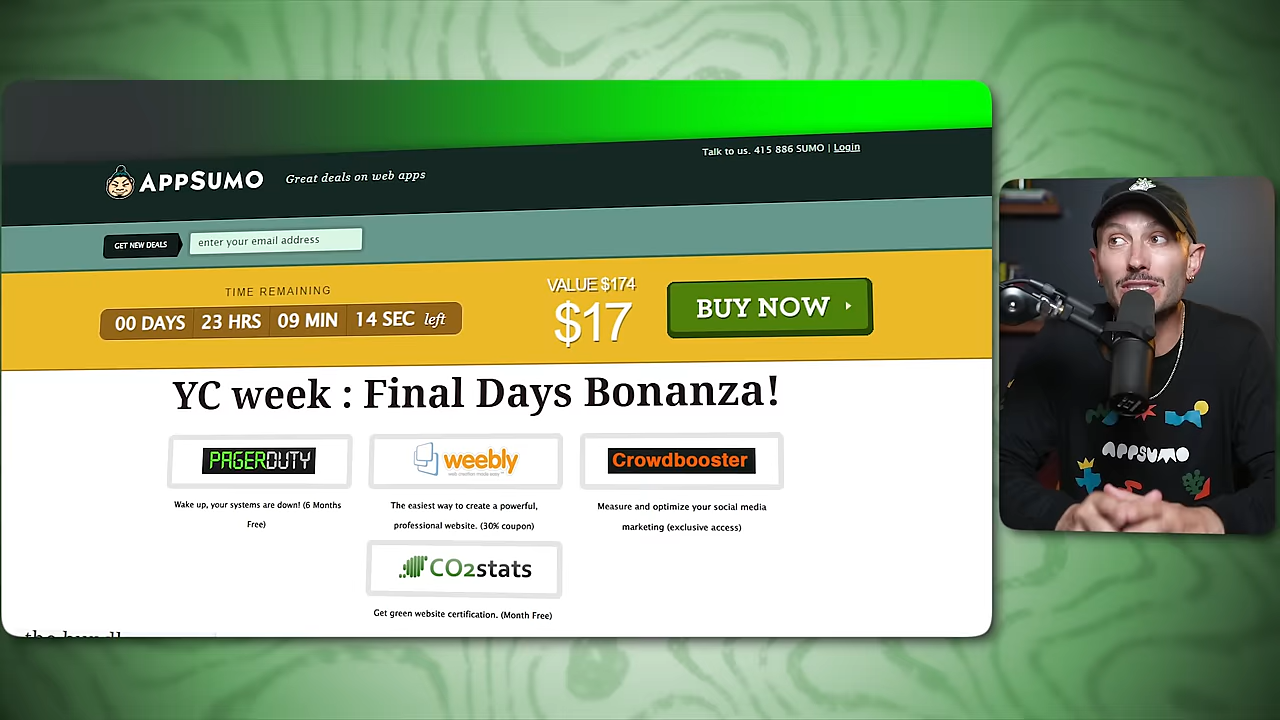 Talk to us. 415 886 SUMO | Login
APPSUMO
Great deals on web apps
GET NEW DEALS
enter your email address
TIME REMAINING
00 DAYS 23 HRS 09 MIN 14 SEC left
VALUE $174
$17
BUY NOW
YC week : Final Days Bonanza!
PAGERDUTY
Wake up, your systems are down! (6 Months
Free)
weebly
The easiest way to create a powerful,
professional website. (30% coupon)
Crowdbooster
Measure and optimize your social media
marketing (exclusive access)
CO2stats
Get green website certification. (Month Free)
APPSUMO